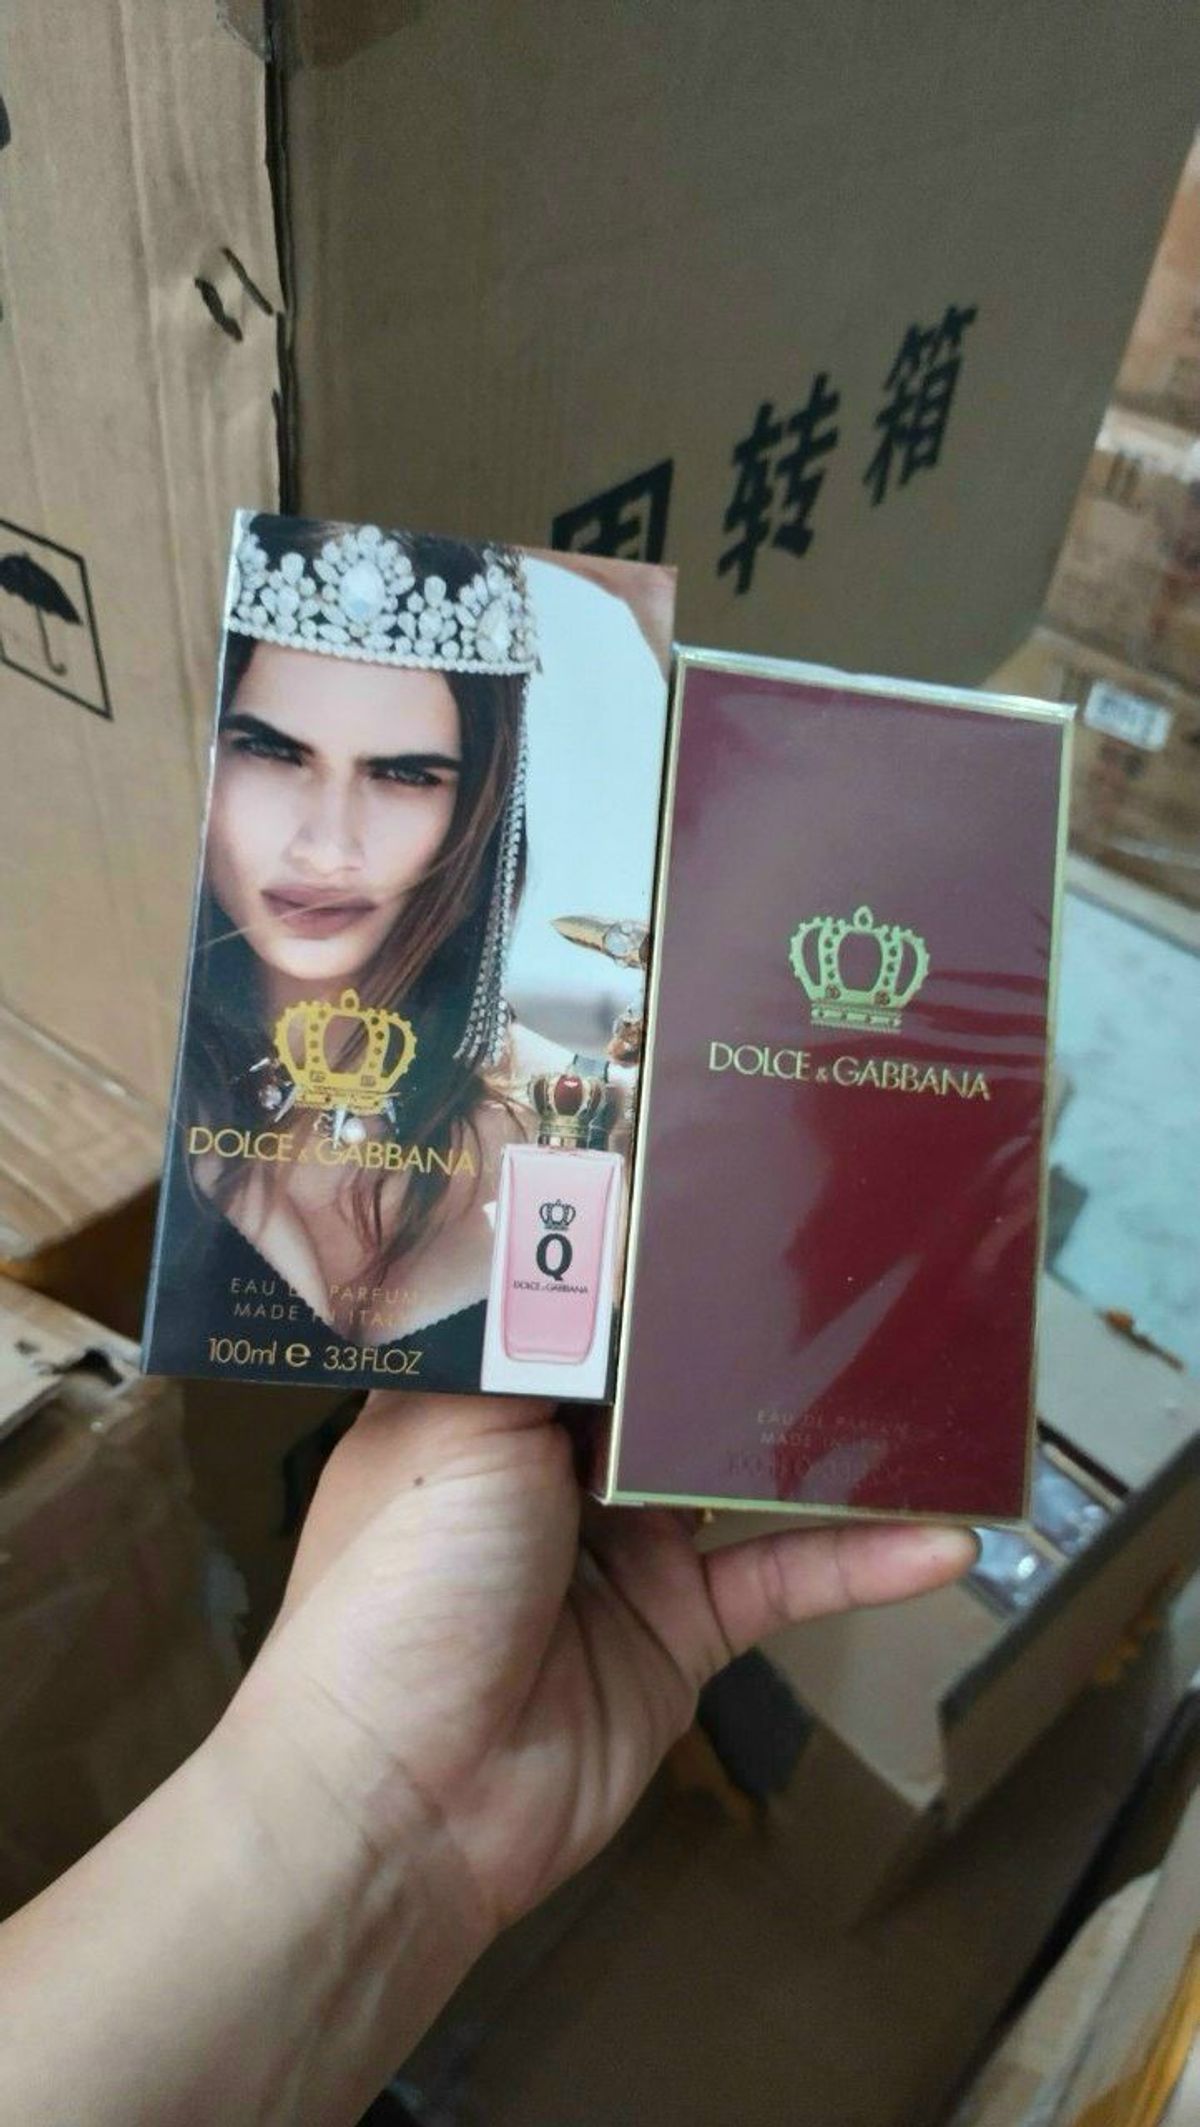 周转箱
DOLCE & GABBANA
EAU DE PARFUM
MADE IN ITALY
100ml e 3.3 FL.OZ
Q
DOLCE & GABBANA
DOLCE & GABBANA
EAU DE PARFUM
MADE IN ITALY